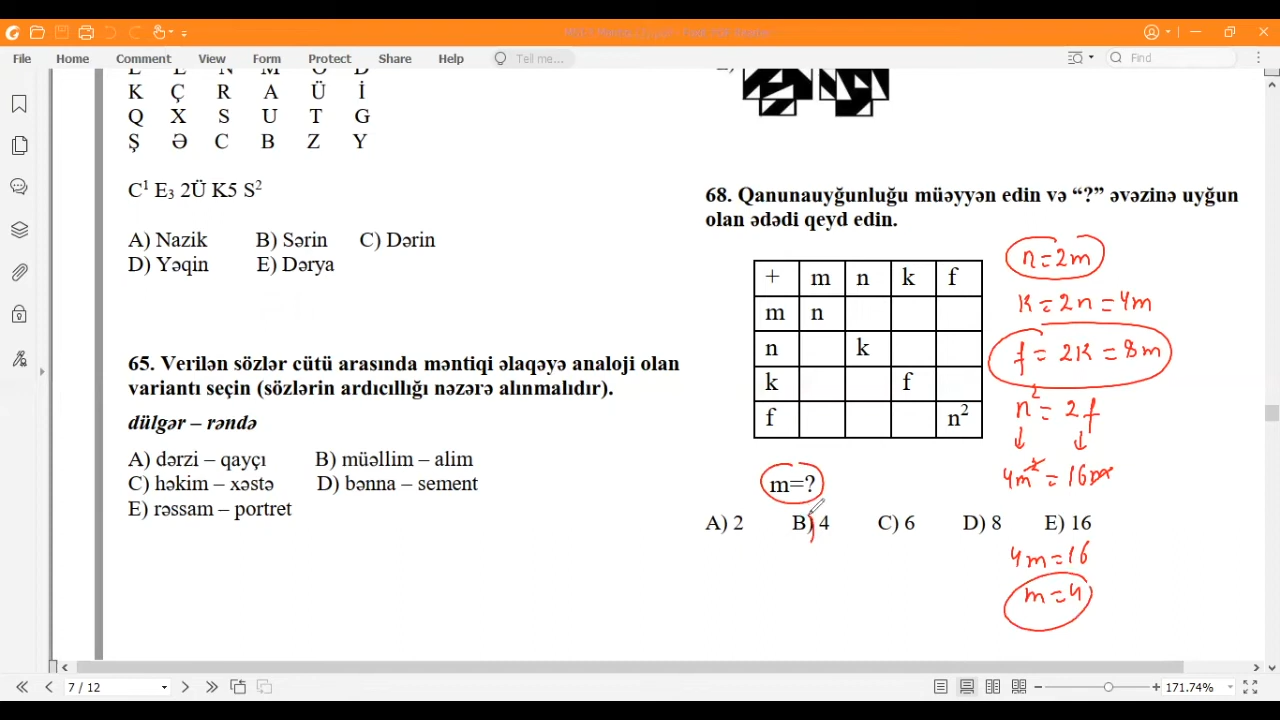 File Home Comment View Form Protect Share Help Tell me... Find
K Ç R A Ü İ
Q X S U T G
Ş Ə C B Z Y
C¹ E₃ 2Ü K5 S²
A) Nazik B) Sərin C) Dərin
D) Yəqin E) Dərya
65. Verilən sözlər cütü arasında məntiqi əlaqəyə analoji olan
variantı seçin (sözlərin ardıcıllığı nəzərə alınmalıdır).
dülgər – rəndə
A) dərzi – qayçı B) müəllim – alim
C) həkim – xəstə D) bənna – sement
E) rəssam – portret
68. Qanunauyğunluğu müəyyən edin və “?” əvəzinə uyğun
olan ədədi qeyd edin.
+ m n k f
m n
n k
k f
f n²
m=?
A) 2 B) 4 C) 6 D) 8 E) 16
n=2m
k=2n=4m
f=2k=8m
n²=2f
4m²=16m
4m=16
m=4
7 / 12
171.74%